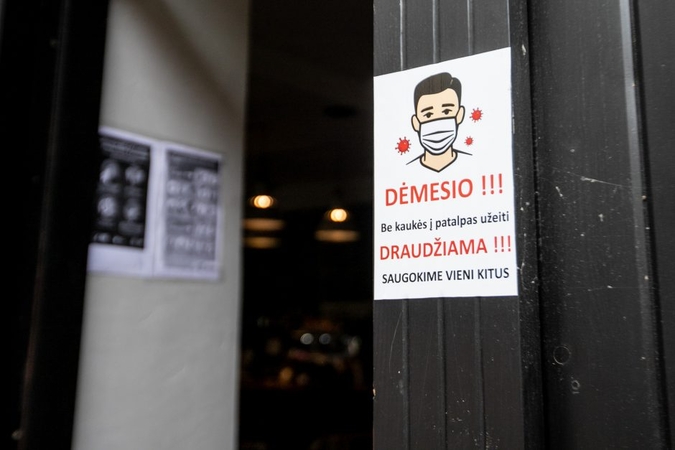 DĖMESIO !!!
Be kaukės į patalpas užeiti
DRAUDŽIAMA !!!
SAUGOKIME VIENI KITUS